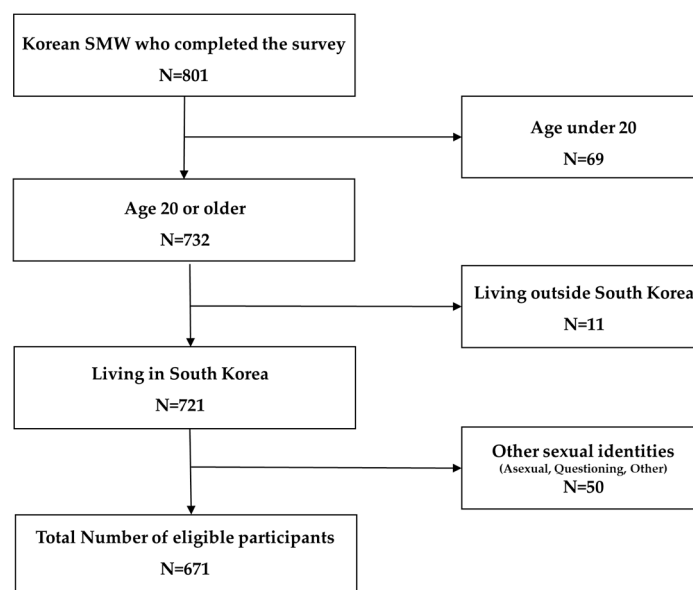 Korean SMW who completed the survey
N=801
Age under 20
N=69
Age 20 or older
N=732
Living outside South Korea
N=11
Living in South Korea
N=721
Other sexual identities
(Asexual, Questioning, Other)
N=50
Total Number of eligible participants
N=671